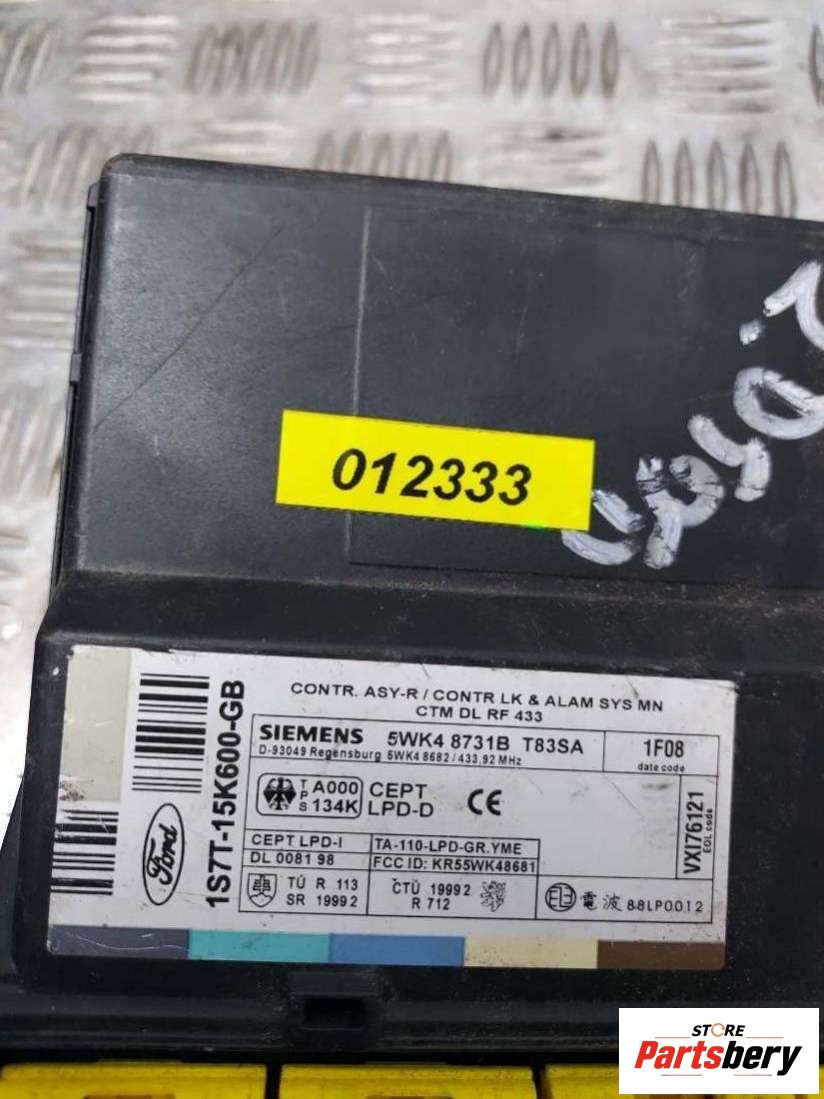 012333
CONTR. ASY-R / CONTR LK & ALAM SYS MN
CTM DL RF 433
1S7T-15K600-GB
Ford
SIEMENS 5WK4 8731B T83SA
D-93049 Regensburg 5WK4 8682 / 433,92 MHz
1F08
date code
T P S A000
134K
CEPT
LPD-D
CE
VXI76121
EOL code
CEPT LPD-I
DL 0081 98
TA-110-LPD-GR.YME
FCC ID: KR55WK48681
TÚ R 113
SR 1999 2
ČTÚ 1999 2
R 712
電波 88LP0012
STORE
Partsbery